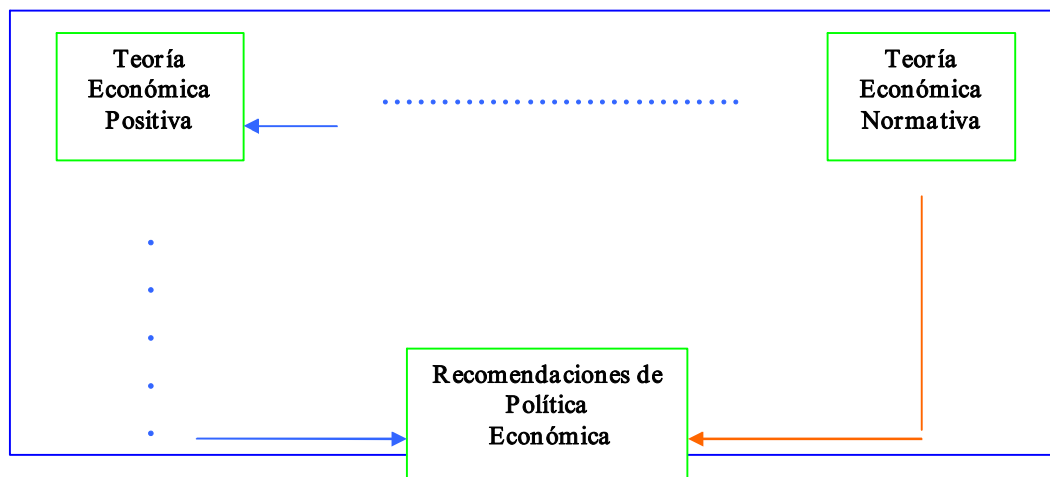 Teoría
Económica
Positiva
Teoría
Económica
Normativa
Recomendaciones de
Política
Económica